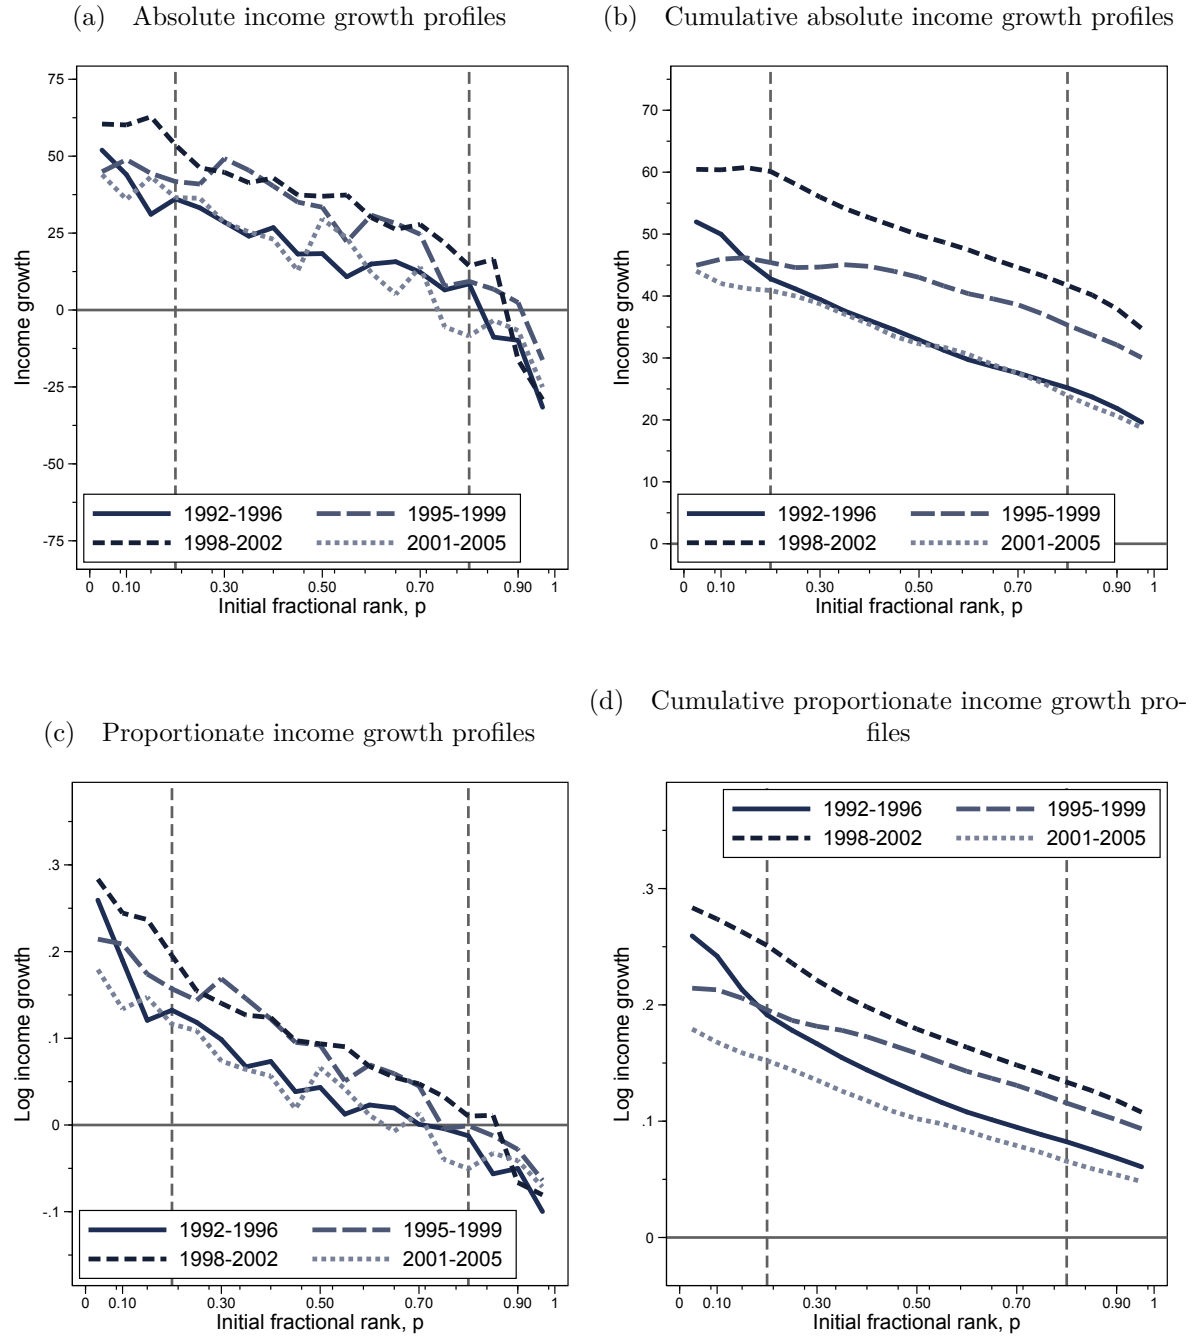 (a) Absolute income growth profiles
75
50
25
0
-25
-50
-75
Income growth
1992-1996 1995-1999
1998-2002 2001-2005
0 0.10 0.30 0.50 0.70 0.90 1
Initial fractional rank, p
(b) Cumulative absolute income growth profiles
70
60
50
40
30
20
10
0
Income growth
1992-1996 1995-1999
1998-2002 2001-2005
0 0.10 0.30 0.50 0.70 0.90 1
Initial fractional rank, p
(c) Proportionate income growth profiles
.3
.2
.1
0
-.1
Log income growth
1992-1996 1995-1999
1998-2002 2001-2005
0 0.10 0.30 0.50 0.70 0.90 1
Initial fractional rank, p
(d) Cumulative proportionate income growth pro-
files
1992-1996 1995-1999
1998-2002 2001-2005
.3
.2
.1
0
Log income growth
0 0.10 0.30 0.50 0.70 0.90 1
Initial fractional rank, p